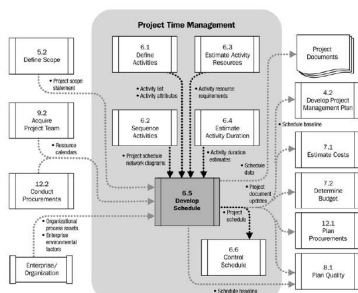 Project Time Management
5.2
Define Scope
• Project scope
statement
9.2
Acquire
Project Team
• Resource
calendars
12.2
Conduct
Procurements
• Organizational
process assets
• Enterprise
environmental
factors
Enterprise/
Organization
6.1
Define
Activities
• Activity list
• Activity attributes
6.3
Estimate Activity
Resources
• Activity resource
requirements
6.2
Sequence
Activities
• Project schedule
network diagrams
6.4
Estimate
Activity Duration
• Activity duration
estimates
6.5
Develop
Schedule
• Schedule
data
• Project
document
updates
• Project
schedule
6.6
Control
Schedule
• Schedule baseline
Project
Documents
4.2
Develop Project
Management Plan
• Schedule baseline
7.1
Estimate Costs
7.2
Determine
Budget
12.1
Plan
Procurements
8.1
Plan Quality